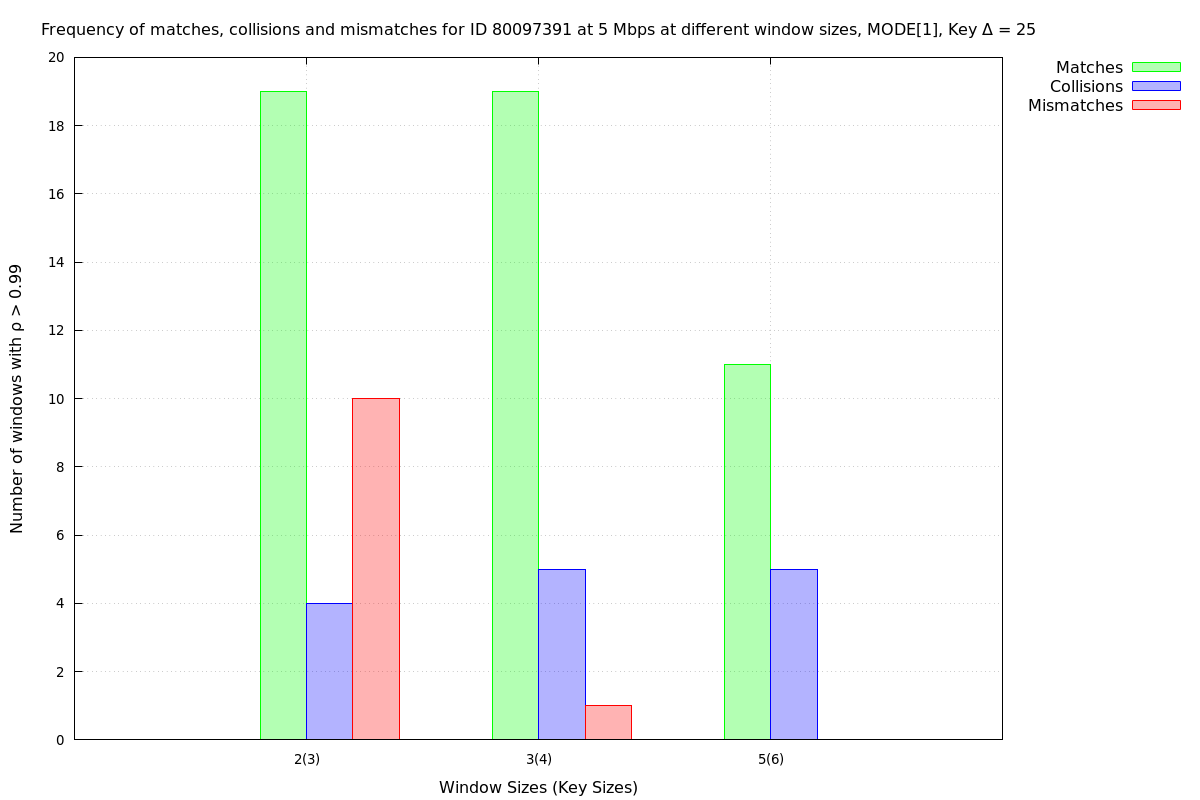 Frequency of matches, collisions and mismatches for ID 80097391 at 5 Mbps at different window sizes, MODE[1], Key Δ = 25
Matches
Collisions
Mismatches
Number of windows with ρ > 0.99
20
18
16
14
12
10
8
6
4
2
0
2(3)
3(4)
5(6)
Window Sizes (Key Sizes)